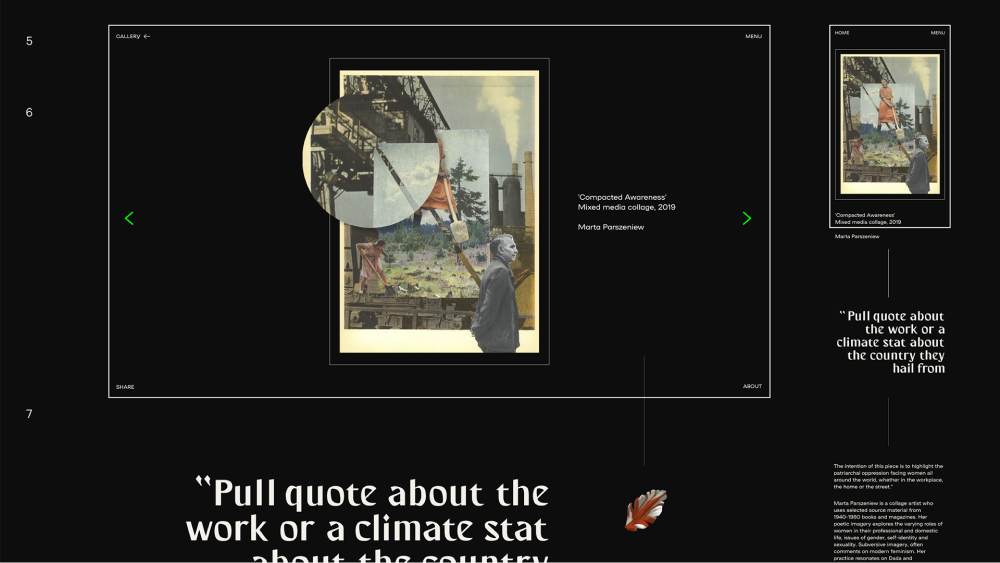 5
6
7
GALLERY ←
MENU
'Compacted Awareness'
Mixed media collage, 2019
Marta Parszeniew
SHARE
ABOUT
“Pull quote about the
work or a climate stat
about the country
HOME
MENU
'Compacted Awareness'
Mixed media collage, 2019
Marta Parszeniew
“Pull quote about
the work or a
climate stat about
the country they
hail from
The intention of this piece is to highlight the
patriarchal oppression facing women all
around the world, whether in the workplace,
the home or the street.”
Marta Parszeniew is a collage artist who
uses selected source material from
1940-1960 books and magazines. Her
poetic imagery explores the varying roles of
women in their professional and domestic
life, issues of gender, self-identity and
sexuality. Subversive imagery, often
comments on modern feminism. Her
practice resonates on Dada and